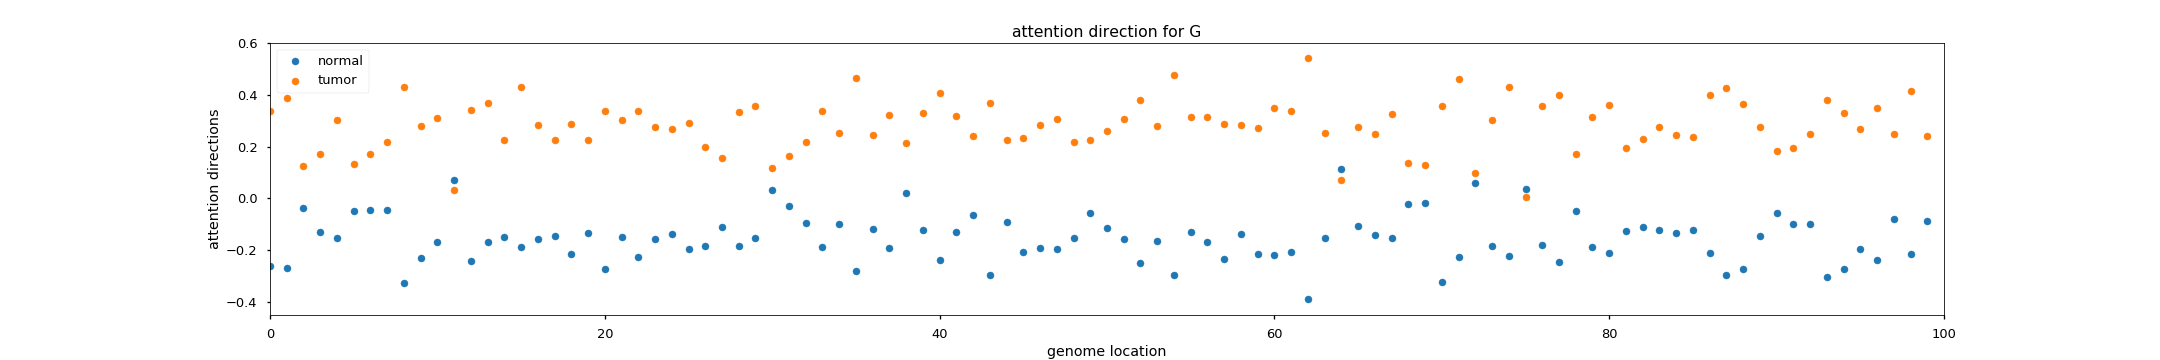 attention direction for G
normal
tumor
attention directions
0.6
0.4
0.2
0.0
−0.2
−0.4
0 20 40 60 80 100
genome location